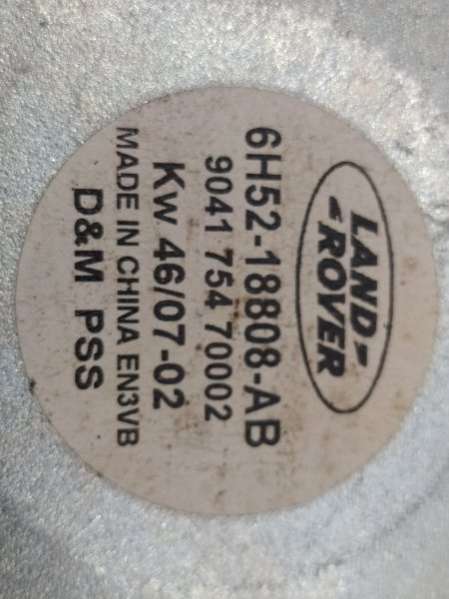 LAND-
-ROVER
6H52-18808-AB
9041 754 70002
Kw 46/07-02
MADE IN CHINA EN3VB
D&M PSS